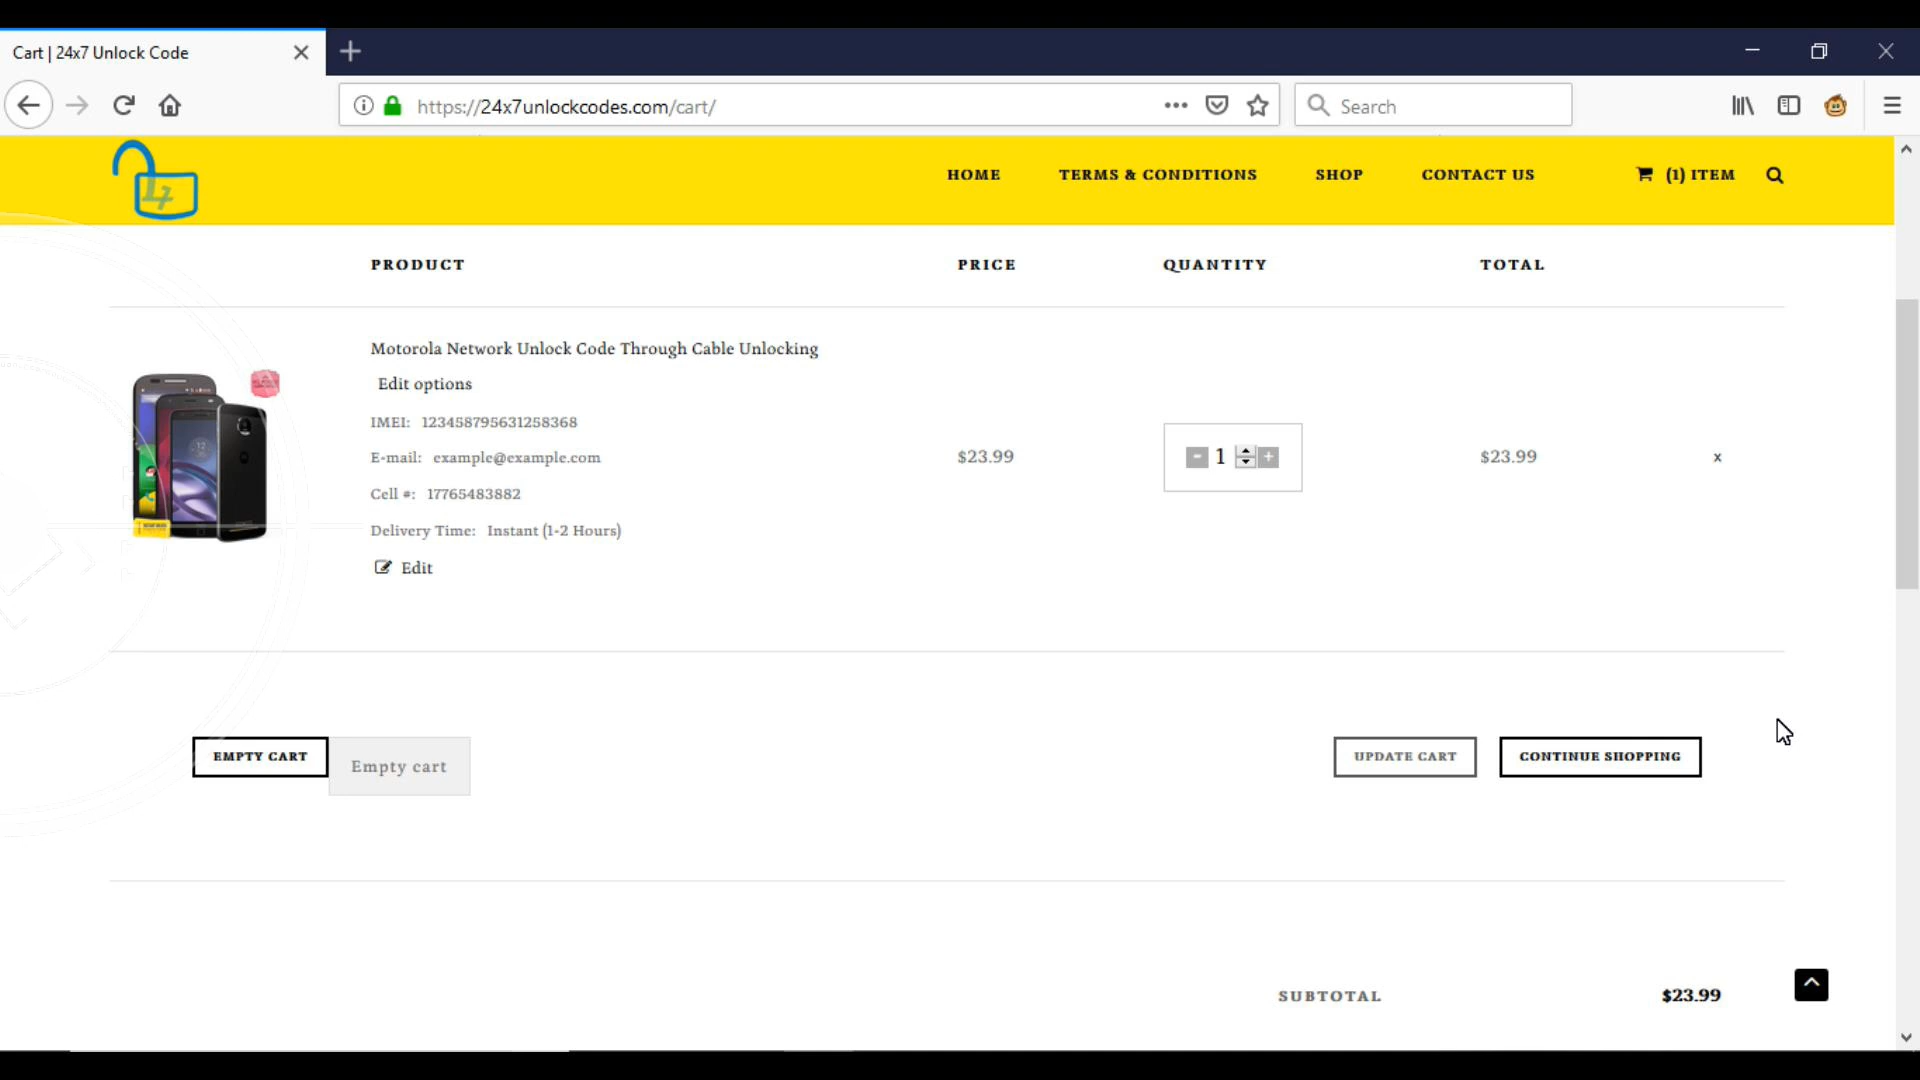 Cart | 24x7 Unlock Code
https://24x7unlockcodes.com/cart/
Search
HOME
TERMS & CONDITIONS
SHOP
CONTACT US
(1) ITEM
PRODUCT PRICE QUANTITY TOTAL
Motorola Network Unlock Code Through Cable Unlocking
Edit options
IMEI: 123458795631258368
E-mail: example@example.com
$23.99 - 1 + $23.99 x
Cell #: 17765483882
Delivery Time: Instant (1-2 Hours)
Edit
EMPTY CART
Empty cart
UPDATE CART
CONTINUE SHOPPING
SUBTOTAL $23.99